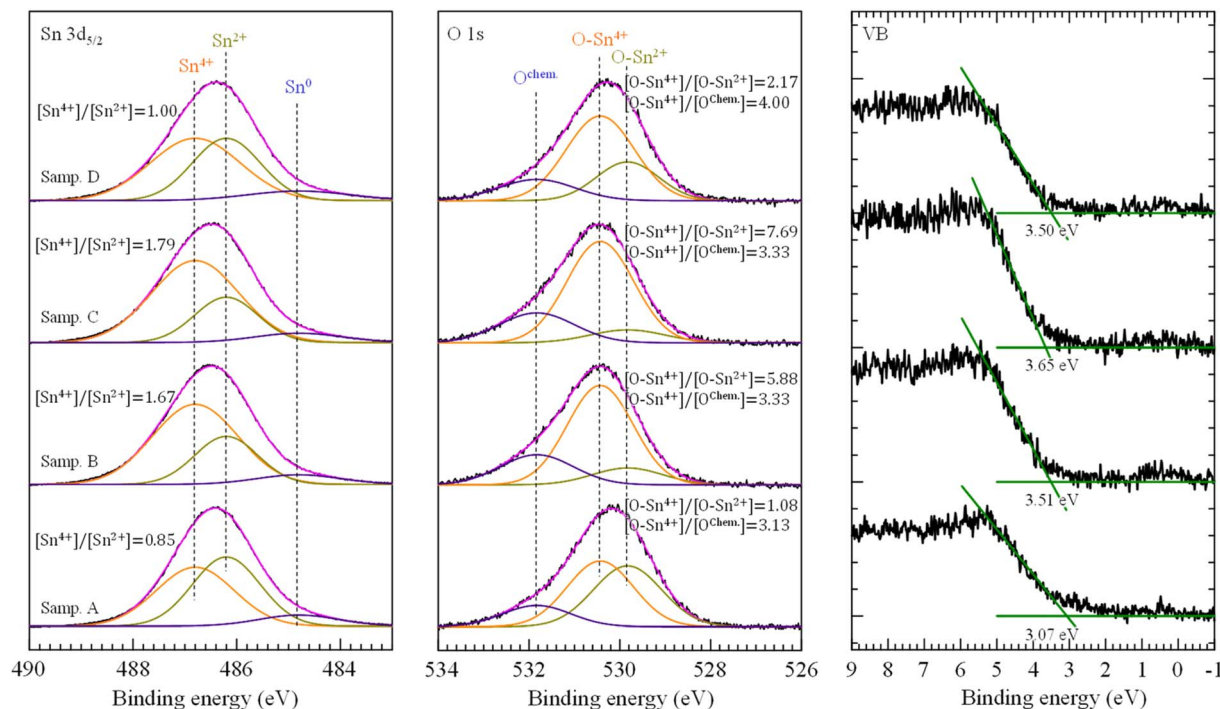 Sn 3d5/2
Sn4+
Sn2+
Sn0
[Sn4+]/[Sn2+]=1.00
Samp. D
[Sn4+]/[Sn2+]=1.79
Samp. C
[Sn4+]/[Sn2+]=1.67
Samp. B
[Sn4+]/[Sn2+]=0.85
Samp. A
490 488 486 484
Binding energy (eV)
O 1s
Ochem.
O-Sn4+
O-Sn2+
[O-Sn4+]/[O-Sn2+]=2.17
[O-Sn4+]/[OChem.]=4.00
[O-Sn4+]/[O-Sn2+]=7.69
[O-Sn4+]/[OChem.]=3.33
[O-Sn4+]/[O-Sn2+]=5.88
[O-Sn4+]/[OChem.]=3.33
[O-Sn4+]/[O-Sn2+]=1.08
[O-Sn4+]/[OChem.]=3.13
534 532 530 528 526
Binding energy (eV)
VB
3.50 eV
3.65 eV
3.51 eV
3.07 eV
9 8 7 6 5 4 3 2 1 0 -1
Binding energy (eV)